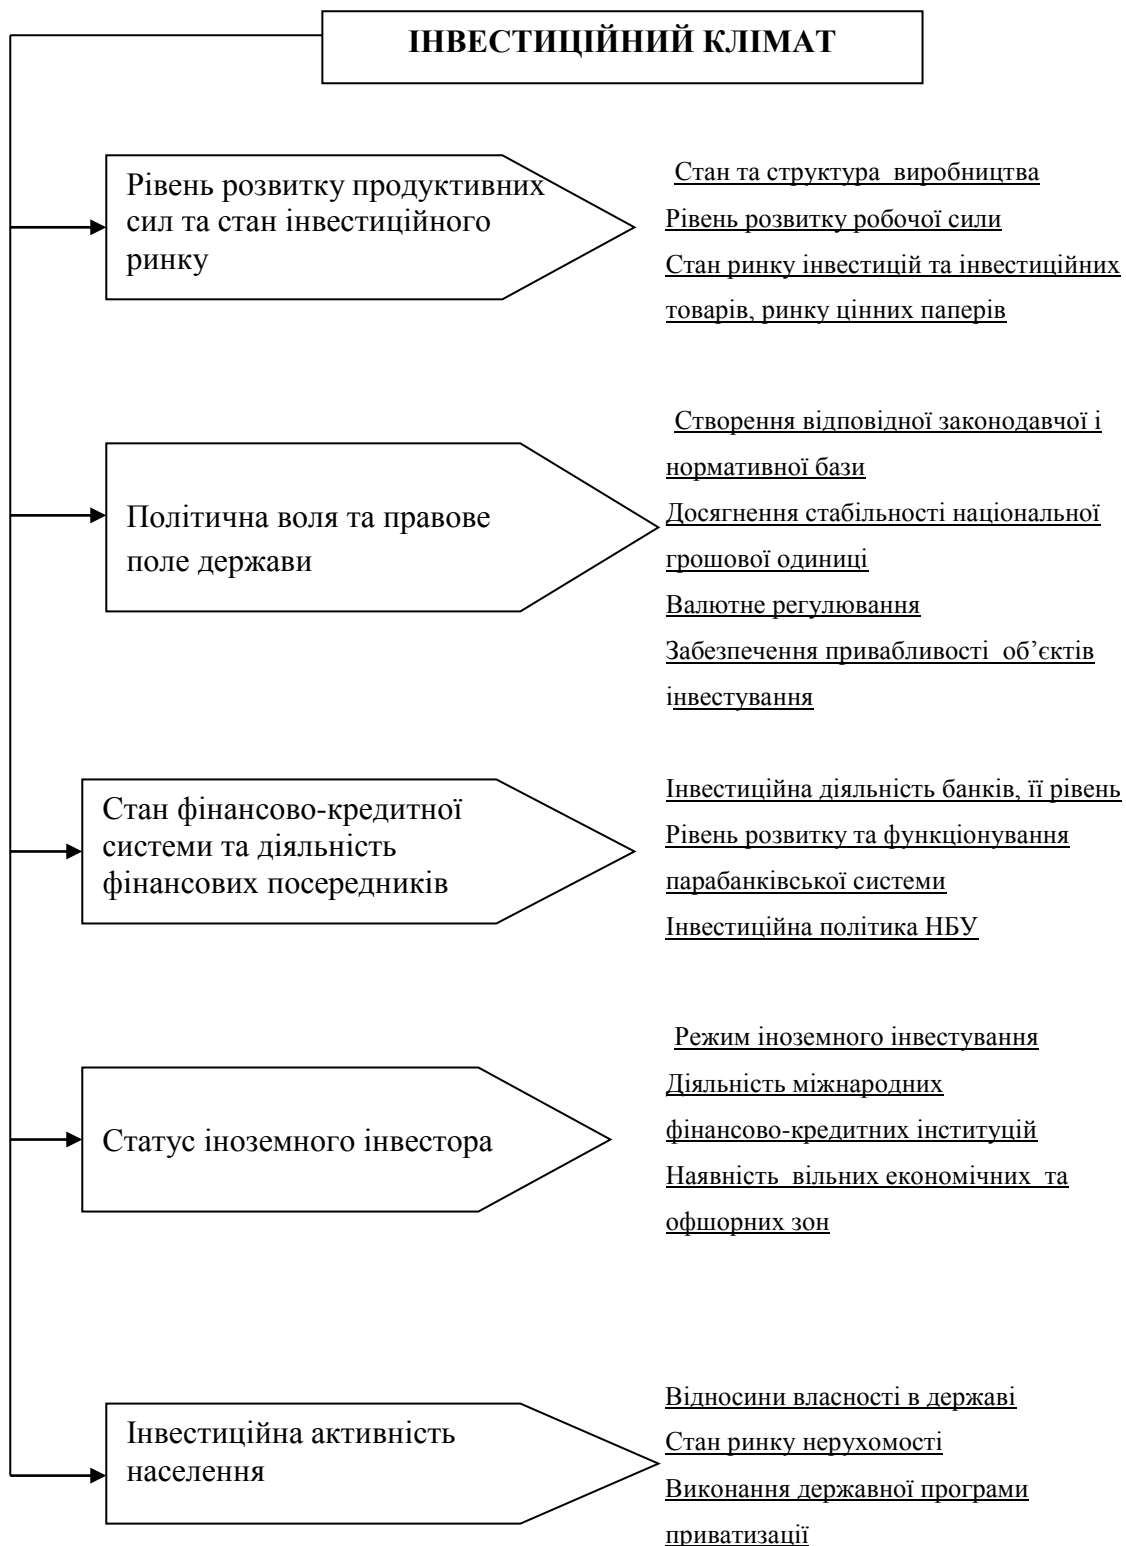 ІНВЕСТИЦІЙНИЙ КЛІМАТ
Рівень розвитку продуктивних
сил та стан інвестиційного
ринку
Стан та структура виробництва
Рівень розвитку робочої сили
Стан ринку інвестицій та інвестиційних
товарів, ринку цінних паперів
Політична воля та правове
поле держави
Створення відповідної законодавчої і
нормативної бази
Досягнення стабільності національної
грошової одиниці
Валютне регулювання
Забезпечення привабливості об’єктів
інвестування
Стан фінансово-кредитної
системи та діяльність
фінансових посередників
Інвестиційна діяльність банків, її рівень
Рівень розвитку та функціонування
парабанківської системи
Інвестиційна політика НБУ
Статус іноземного інвестора
Режим іноземного інвестування
Діяльність міжнародних
фінансово-кредитних інституцій
Наявність вільних економічних та
офшорних зон
Інвестиційна активність
населення
Відносини власності в державі
Стан ринку нерухомості
Виконання державної програми
приватизації